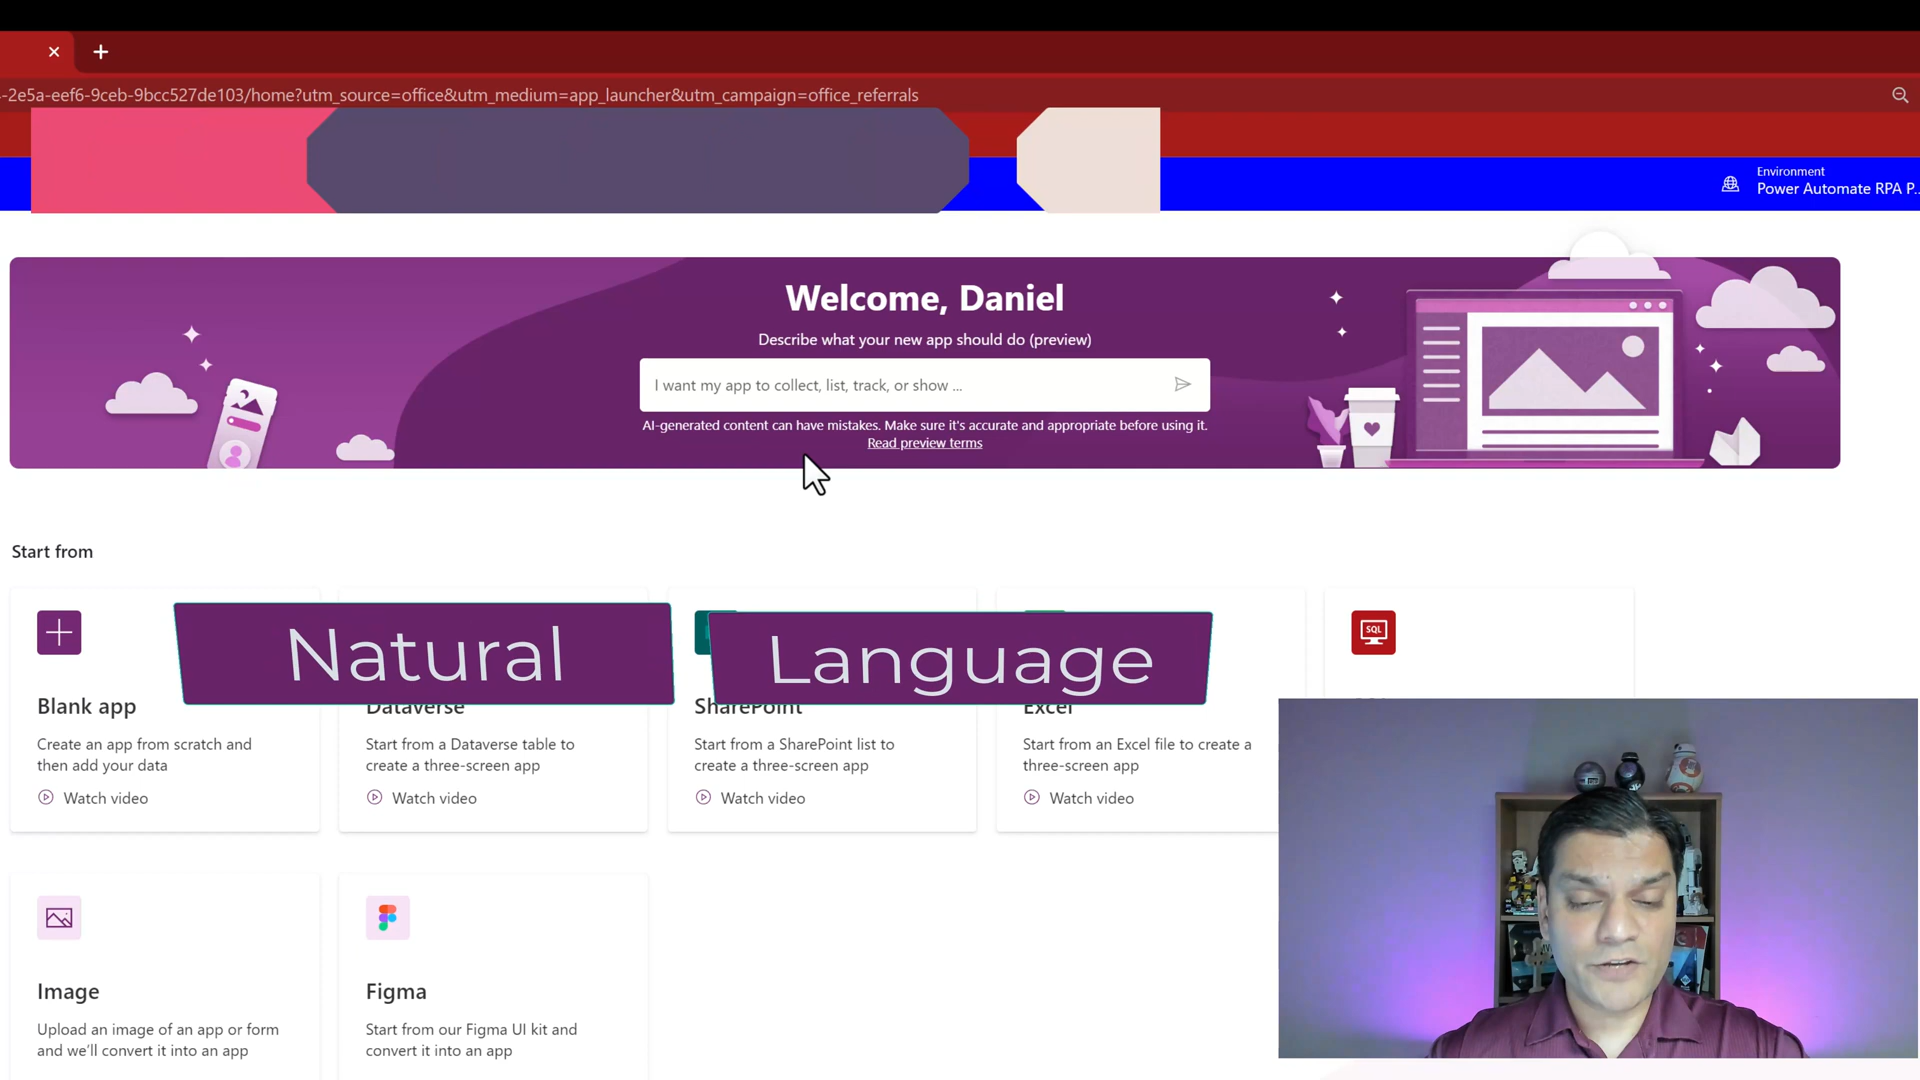 -2e5a-eef6-9ceb-9bcc527de103/home?utm_source=office&utm_medium=app_launcher&utm_campaign=office_referrals
Environment
Power Automate RPA P...
Welcome, Daniel
Describe what your new app should do (preview)
I want my app to collect, list, track, or show ...
AI-generated content can have mistakes. Make sure it's accurate and appropriate before using it.
Read preview terms
Start from
Natural Language
SQL
Blank app
Create an app from scratch and
then add your data
Watch video
Dataverse
Start from a Dataverse table to
create a three-screen app
Watch video
SharePoint
Start from a SharePoint list to
create a three-screen app
Watch video
Excel
Start from an Excel file to create a
three-screen app
Watch video
Image
Upload an image of an app or form
and we'll convert it into an app
Figma
Start from our Figma UI kit and
convert it into an app